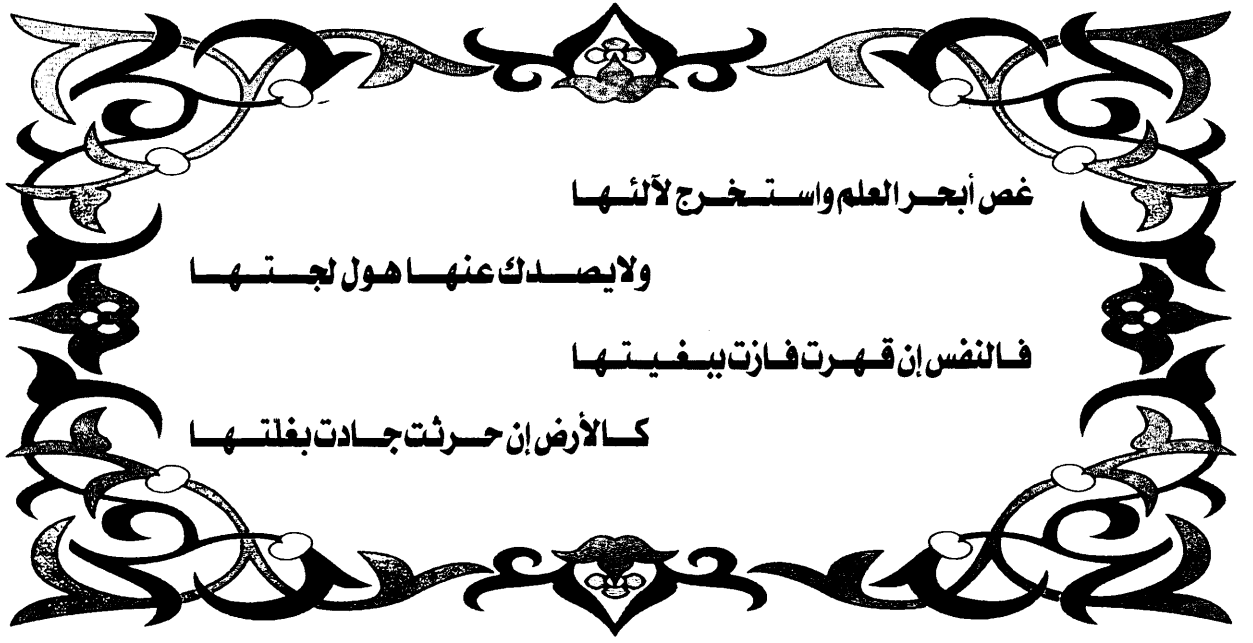 غص أبحر العلم واستخرج لآلئها
ولا يصدك عنها هول لجتها
فالنفس إن قهرت فازت ببغيتها
كالأرض إن حرثت جادت بغلتها